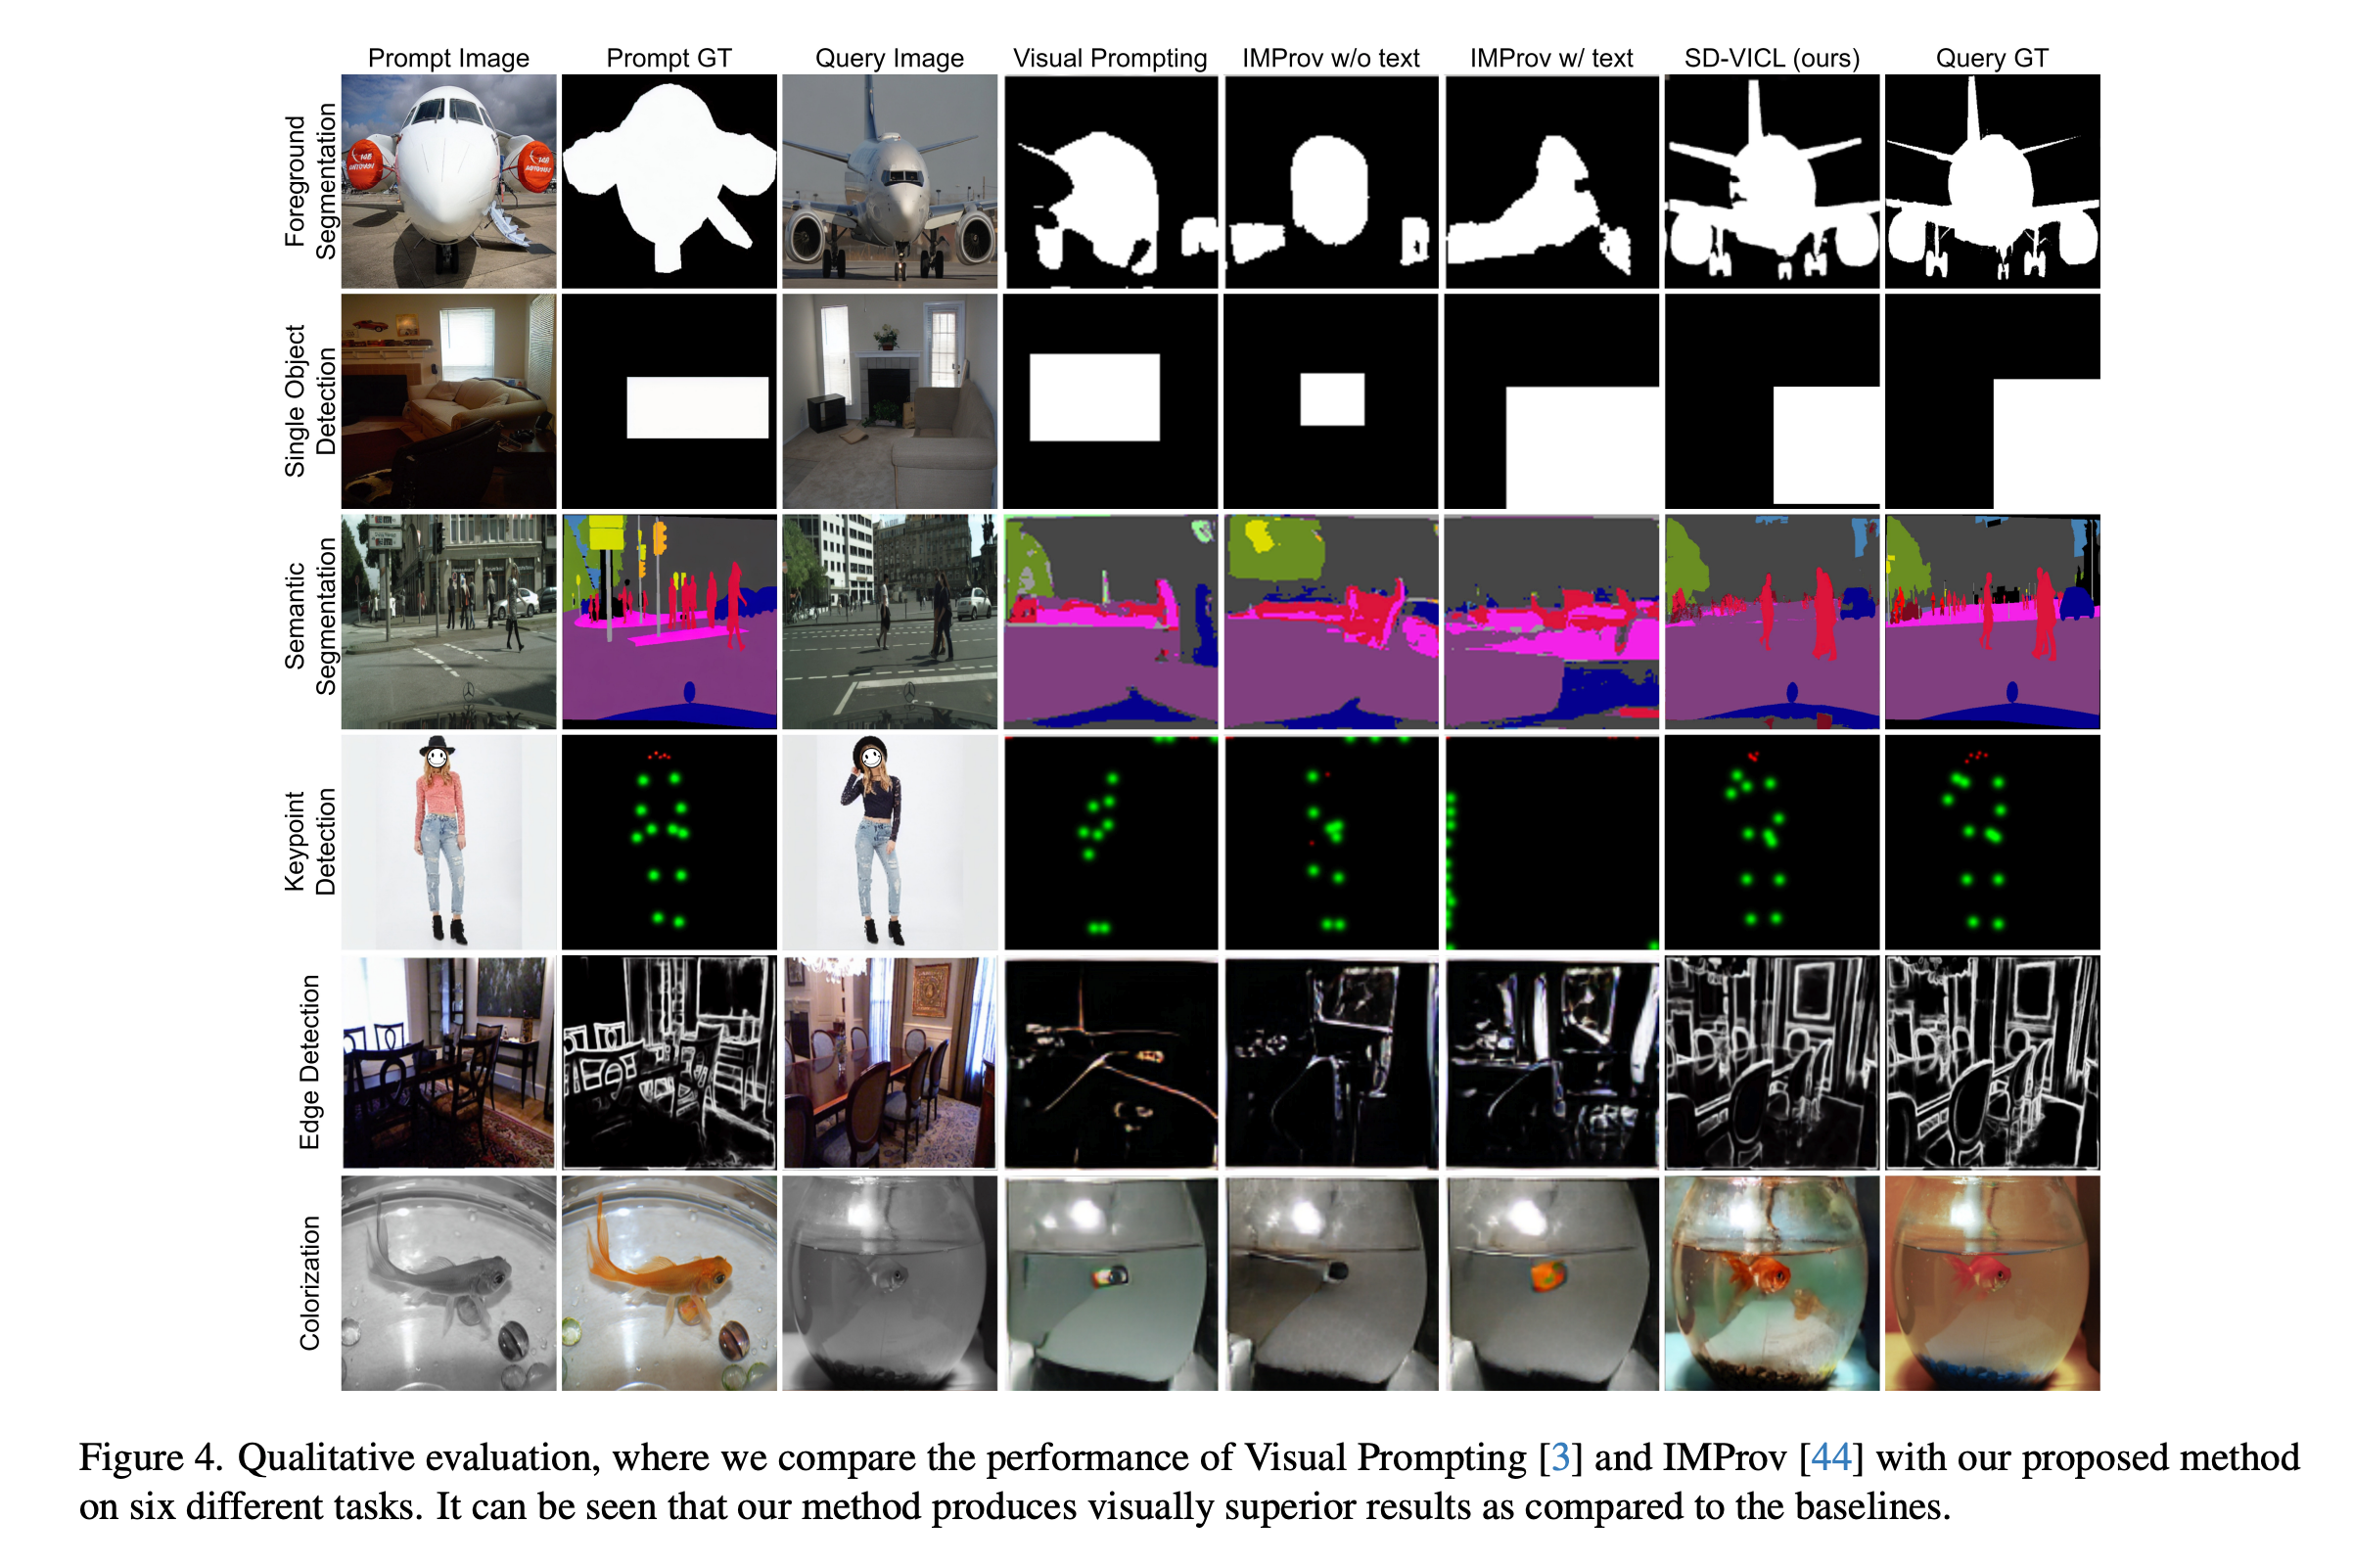 Prompt Image Prompt GT Query Image Visual Prompting IMProv w/o text IMProv w/ text SD-VICL (ours) Query GT
Foreground
Segmentation
Single Object
Detection
Semantic
Segmentation
Keypoint
Detection
Edge Detection
Colorization
Figure 4. Qualitative evaluation, where we compare the performance of Visual Prompting [3] and IMProv [44] with our proposed method
on six different tasks. It can be seen that our method produces visually superior results as compared to the baselines.